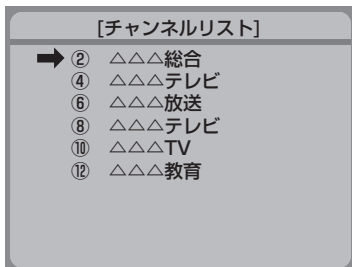 [チャンネルリスト]
➡ ② △△△総合
④ △△△テレビ
⑥ △△△放送
⑧ △△△テレビ
⑩ △△△TV
⑫ △△△教育